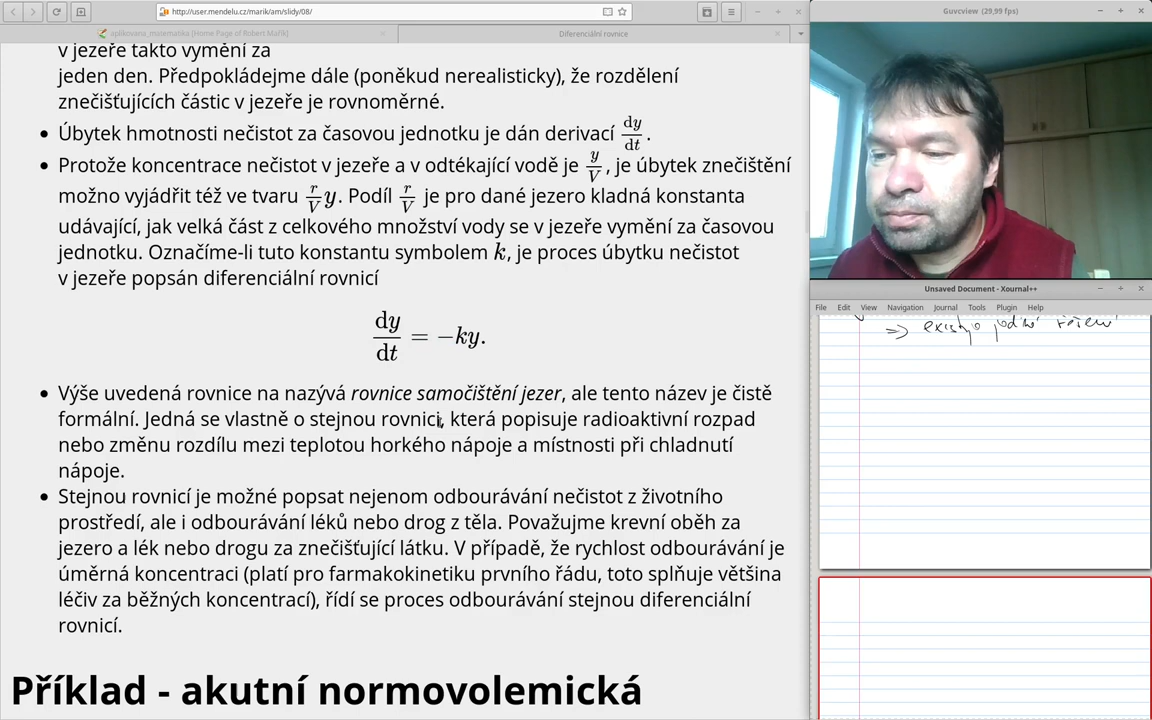 http://user.mendelu.cz/marik/am/slidy/08/
aplikovana_matematika [Home Page of Robert Mařík]
Diferenciální rovnice
v jezeře takto vymění za
jeden den. Předpokládejme dále (poněkud nerealisticky), že rozdělení
znečišťujících částic v jezeře je rovnoměrné.
• Úbytek hmotnosti nečistot za časovou jednotku je dán derivací dy/dt.
• Protože koncentrace nečistot v jezeře a v odtékající vodě je y/V, je úbytek znečištění
možno vyjádřit též ve tvaru r/V y. Podíl r/V je pro dané jezero kladná konstanta
udávající, jak velká část z celkového množství vody se v jezeře vymění za časovou
jednotku. Označíme-li tuto konstantu symbolem k, je proces úbytku nečistot
v jezeře popsán diferenciální rovnicí
dy/dt = −ky.
• Výše uvedená rovnice na nazývá rovnice samočištění jezer, ale tento název je čistě
formální. Jedná se vlastně o stejnou rovnici, která popisuje radioaktivní rozpad
nebo změnu rozdílu mezi teplotou horkého nápoje a místnosti při chladnutí
nápoje.
• Stejnou rovnicí je možné popsat nejenom odbourávání nečistot z životního
prostředí, ale i odbourávání léků nebo drog z těla. Považujme krevní oběh za
jezero a lék nebo drogu za znečišťující látku. V případě, že rychlost odbourávání je
úměrná koncentraci (platí pro farmakokinetiku prvního řádu, toto splňuje většina
léčiv za běžných koncentrací), řídí se proces odbourávání stejnou diferenciální
rovnicí.
Příklad - akutní normovolemická
Guvcview (29,99 fps)
Unsaved Document - Xournal++
File Edit View Navigation Journal Tools Plugin Help
=> existuje řešení